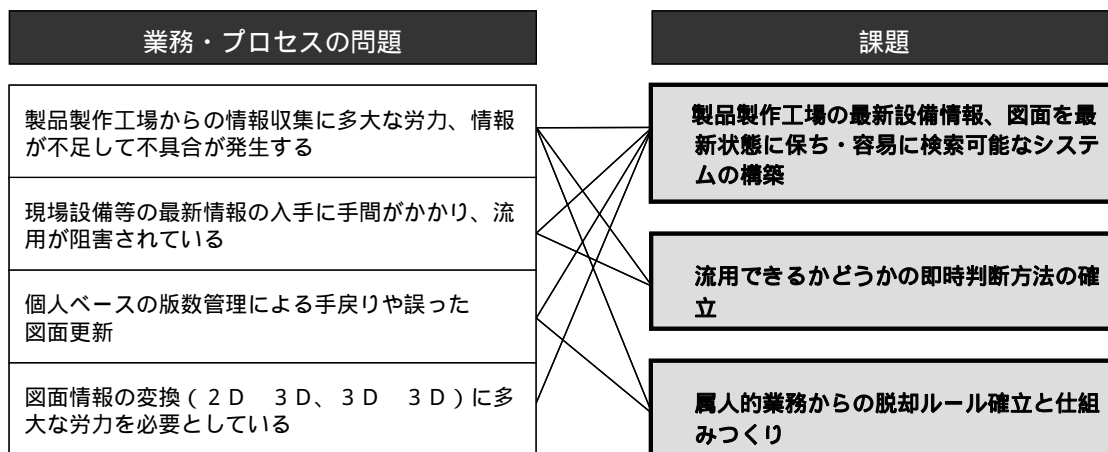 業務・プロセスの問題
製品製作工場からの情報収集に多大な労力、情報
が不足して不具合が発生する
現場設備等の最新情報の入手に手間がかかり、流
用が阻害されている
個人ベースの版数管理による手戻りや誤った
図面更新
図面情報の変換(2D　3D、3D　3D)に多
大な労力を必要としている
課題
製品製作工場の最新設備情報、図面を最
新状態に保ち・容易に検索可能なシステ
ムの構築
流用できるかどうかの即時判断方法の確
立
属人的業務からの脱却ルール確立と仕組
みつくり